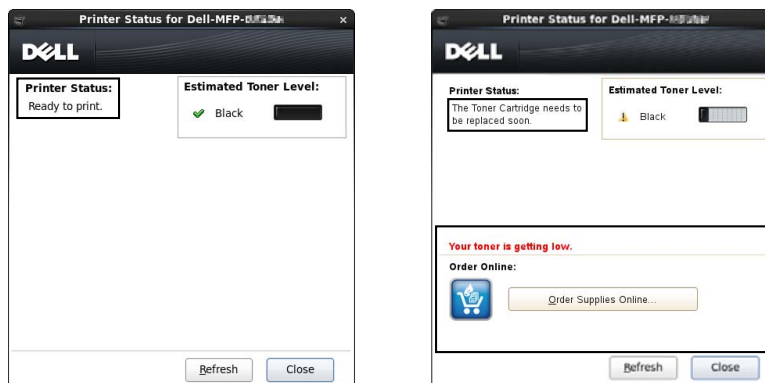 Printer Status for Dell-MFP-
DELL
Printer Status:
Ready to print.
Estimated Toner Level:
Black
Refresh
Close
Printer Status for Dell-MFP-
DELL
Printer Status:
The Toner Cartridge needs to
be replaced soon.
Estimated Toner Level:
Black
Your toner is getting low.
Order Online:
Order Supplies Online...
Refresh
Close